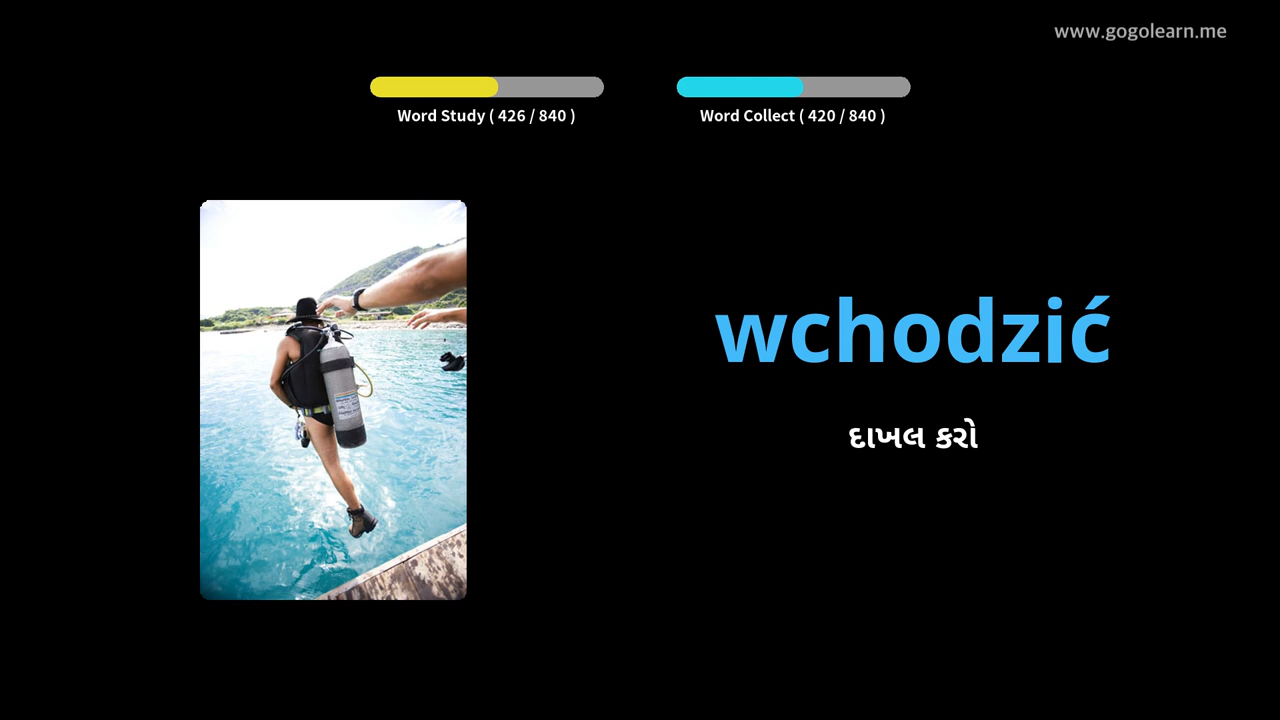 www.gogolearn.me
Word Study ( 426 / 840 )
Word Collect ( 420 / 840 )
wchodzić
દાખલ કરો